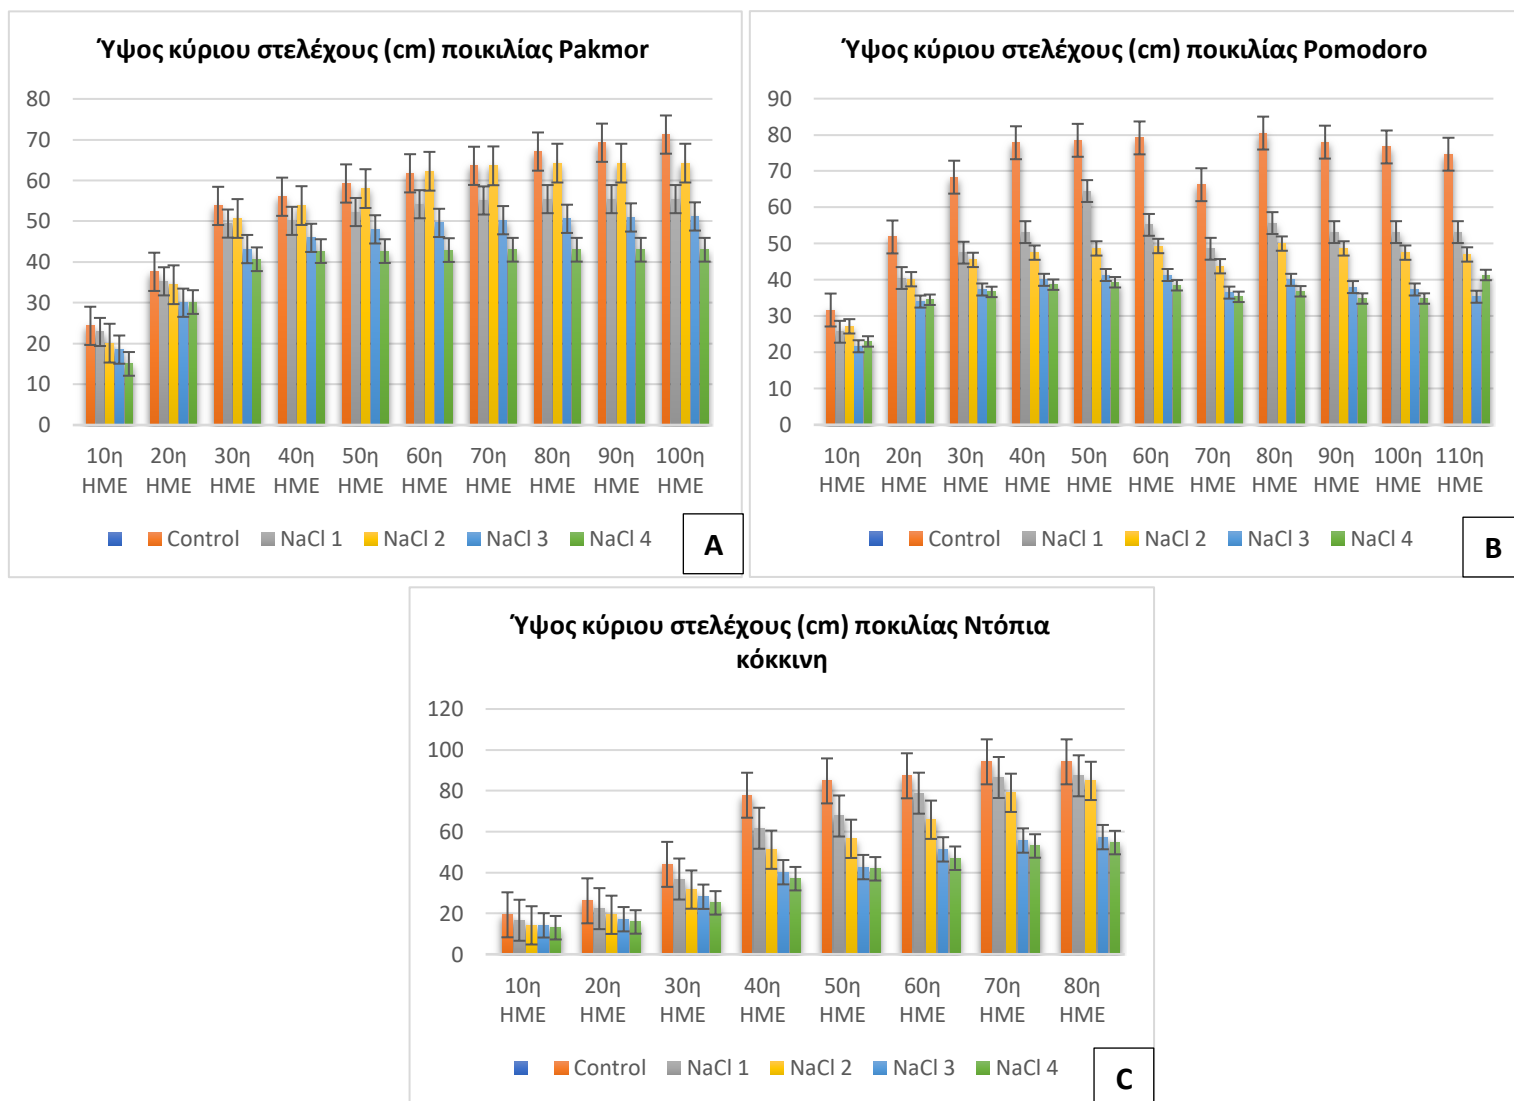 Ύψος κύριου στελέχους (cm) ποικιλίας Pakmor
80
70
60
50
40
30
20
10
0
10η ΗΜΕ 20η ΗΜΕ 30η ΗΜΕ 40η ΗΜΕ 50η ΗΜΕ 60η ΗΜΕ 70η ΗΜΕ 80η ΗΜΕ 90η ΗΜΕ 100η ΗΜΕ
Control NaCl 1 NaCl 2 NaCl 3 NaCl 4
A
Ύψος κύριου στελέχους (cm) ποικιλίας Pomodoro
90
80
70
60
50
40
30
20
10
0
10η ΗΜΕ 20η ΗΜΕ 30η ΗΜΕ 40η ΗΜΕ 50η ΗΜΕ 60η ΗΜΕ 70η ΗΜΕ 80η ΗΜΕ 90η ΗΜΕ 100η ΗΜΕ 110η ΗΜΕ
Control NaCl 1 NaCl 2 NaCl 3 NaCl 4
B
Ύψος κύριου στελέχους (cm) ποκιλίας Ντόπια
κόκκινη
120
100
80
60
40
20
0
10η ΗΜΕ 20η ΗΜΕ 30η ΗΜΕ 40η ΗΜΕ 50η ΗΜΕ 60η ΗΜΕ 70η ΗΜΕ 80η ΗΜΕ
Control NaCl 1 NaCl 2 NaCl 3 NaCl 4
C